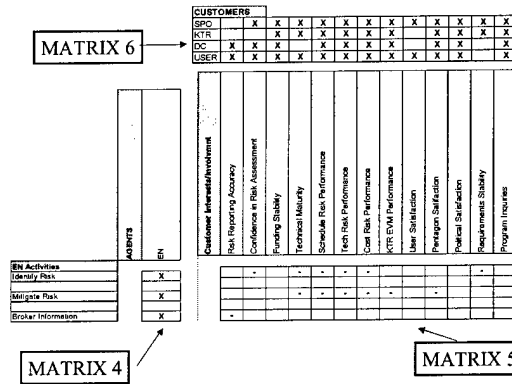 CUSTOMERS
SPO X X X X X X X X X X X X
KTR X X X X X X X X X X
DC X X X X X X X X X X
USER X X X X X X X X X X X X
MATRIX 6
AGENTS
EN
Customer Interests/Involvmnt
Risk Reporting Accuracy
Confidence in Risk Assessment
Funding Stability
Technical Maturity
Schedule Risk Performance
Tech Risk Performance
Cost Risk Performance
KTR EVM Performance
User Satisfaction
Pentagon Satifaction
Political Satisfaction
Requirements Stability
Program Inquiries
EN Activities
Identify Risk X - - - - - -
Mitigate Risk X - - - - - -
Broker Information X -
MATRIX 4
MATRIX 5